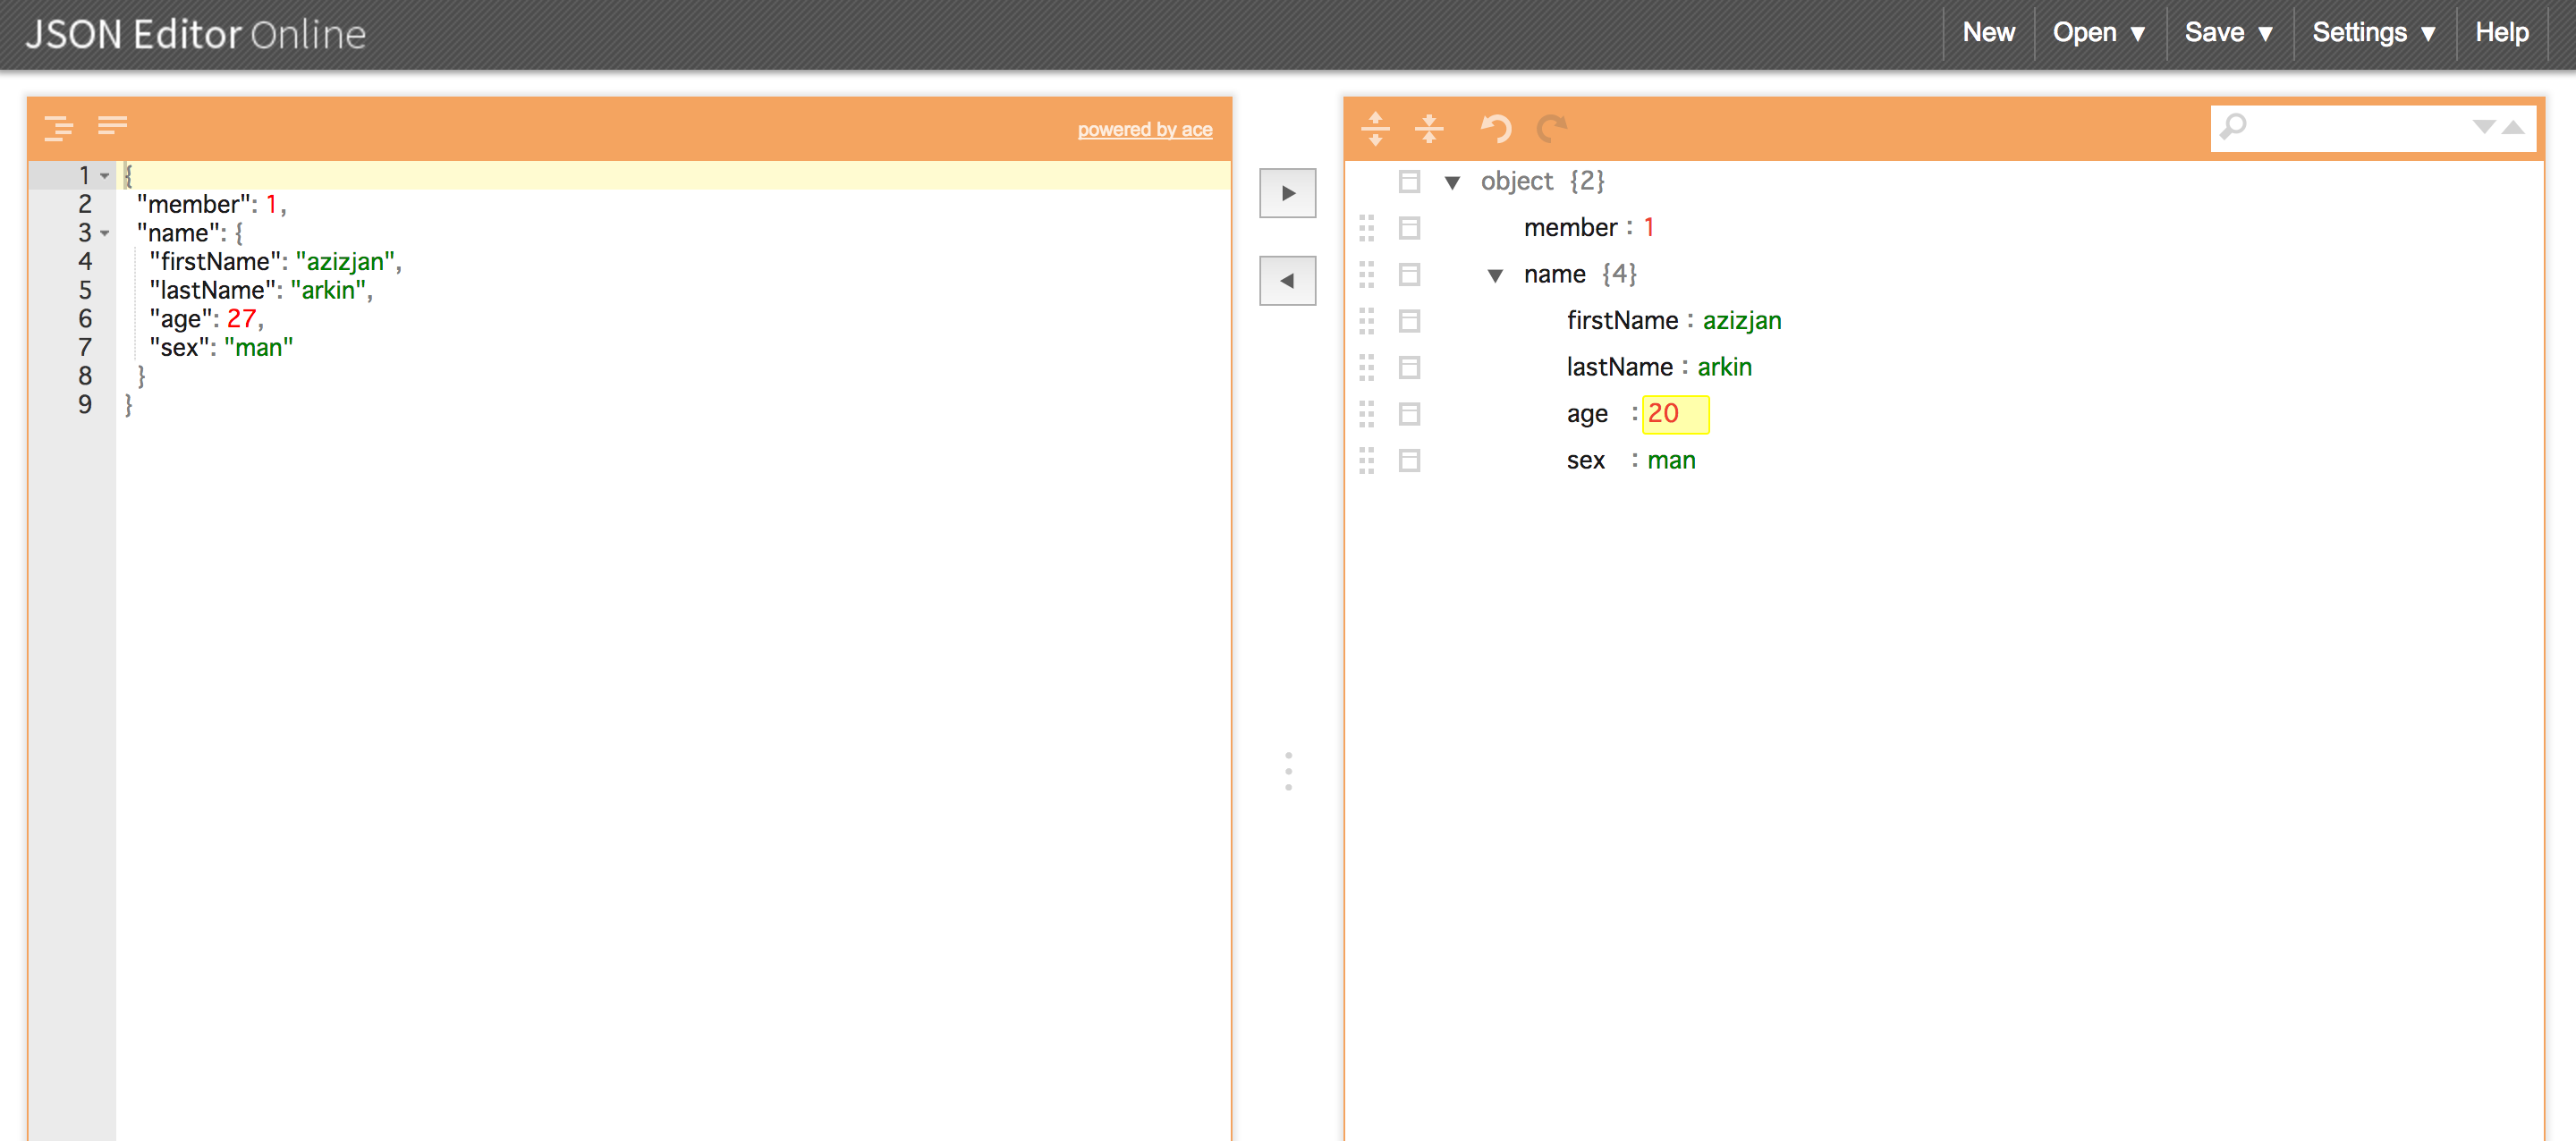 JSON Editor Online
New Open ▼ Save ▼ Settings ▼ Help
powered by ace
1 {
2 "member": 1,
3 "name": {
4 "firstName": "azizjan",
5 "lastName": "arkin",
6 "age": 27,
7 "sex": "man"
8 }
9 }
object {2}
member : 1
name {4}
firstName : azizjan
lastName : arkin
age : 20
sex : man